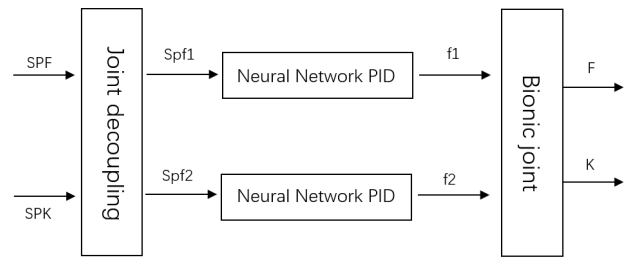 SPF
SPK
Joint decoupling
Spf1
Neural Network PID
f1
Spf2
Neural Network PID
f2
Bionic joint
F
K